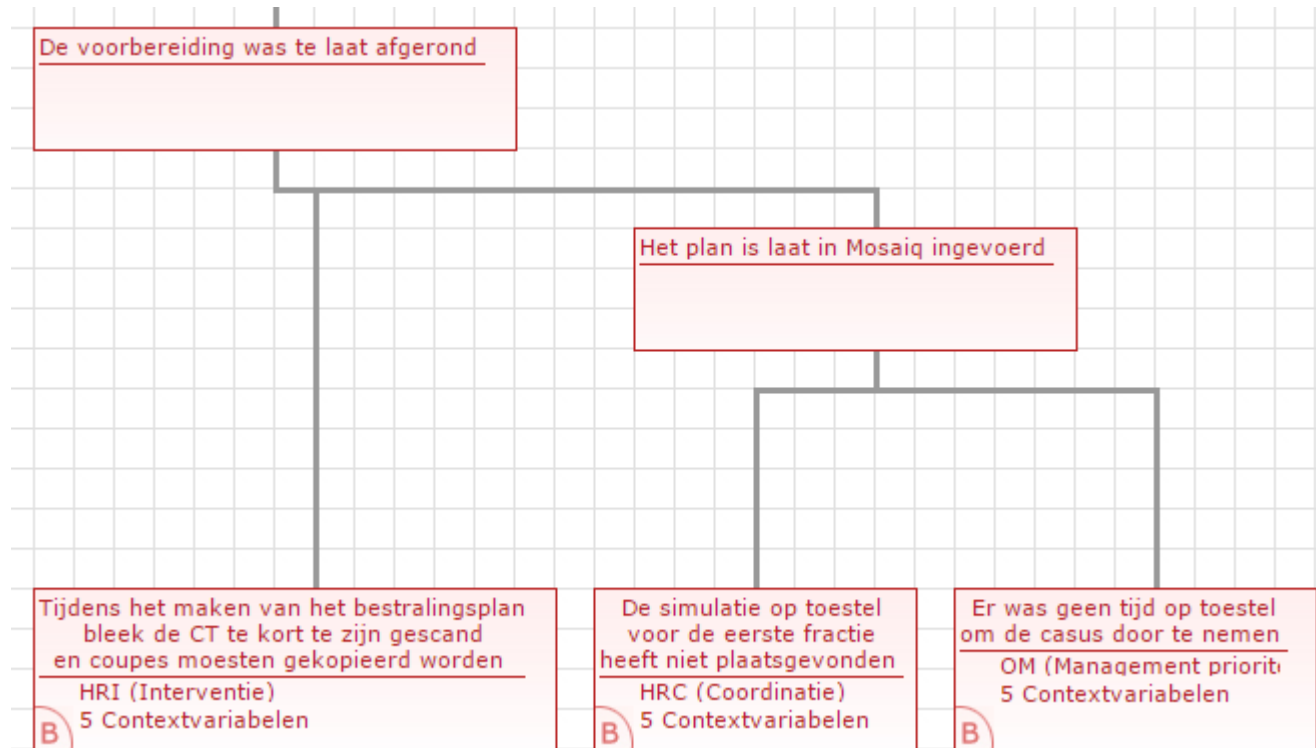 De voorbereiding was te laat afgerond
Het plan is laat in Mosaiq ingevoerd
Tijdens het maken van het bestralingsplan
bleek de CT te kort te zijn gescand
en coupes moesten gekopieerd worden
HRI (Interventie)
5 Contextvariabelen
B
De simulatie op toestel
voor de eerste fractie
heeft niet plaatsgevonden
HRC (Coordinatie)
5 Contextvariabelen
B
Er was geen tijd op toestel
om de casus door te nemen
OM (Management
5 Contextvariabelen
B